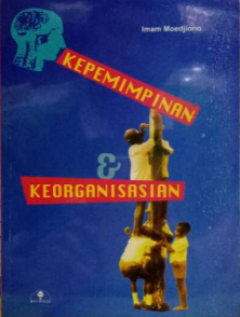 Imam Moedjiono
KEPEMIMPINAN
&
KEORGANISASIAN